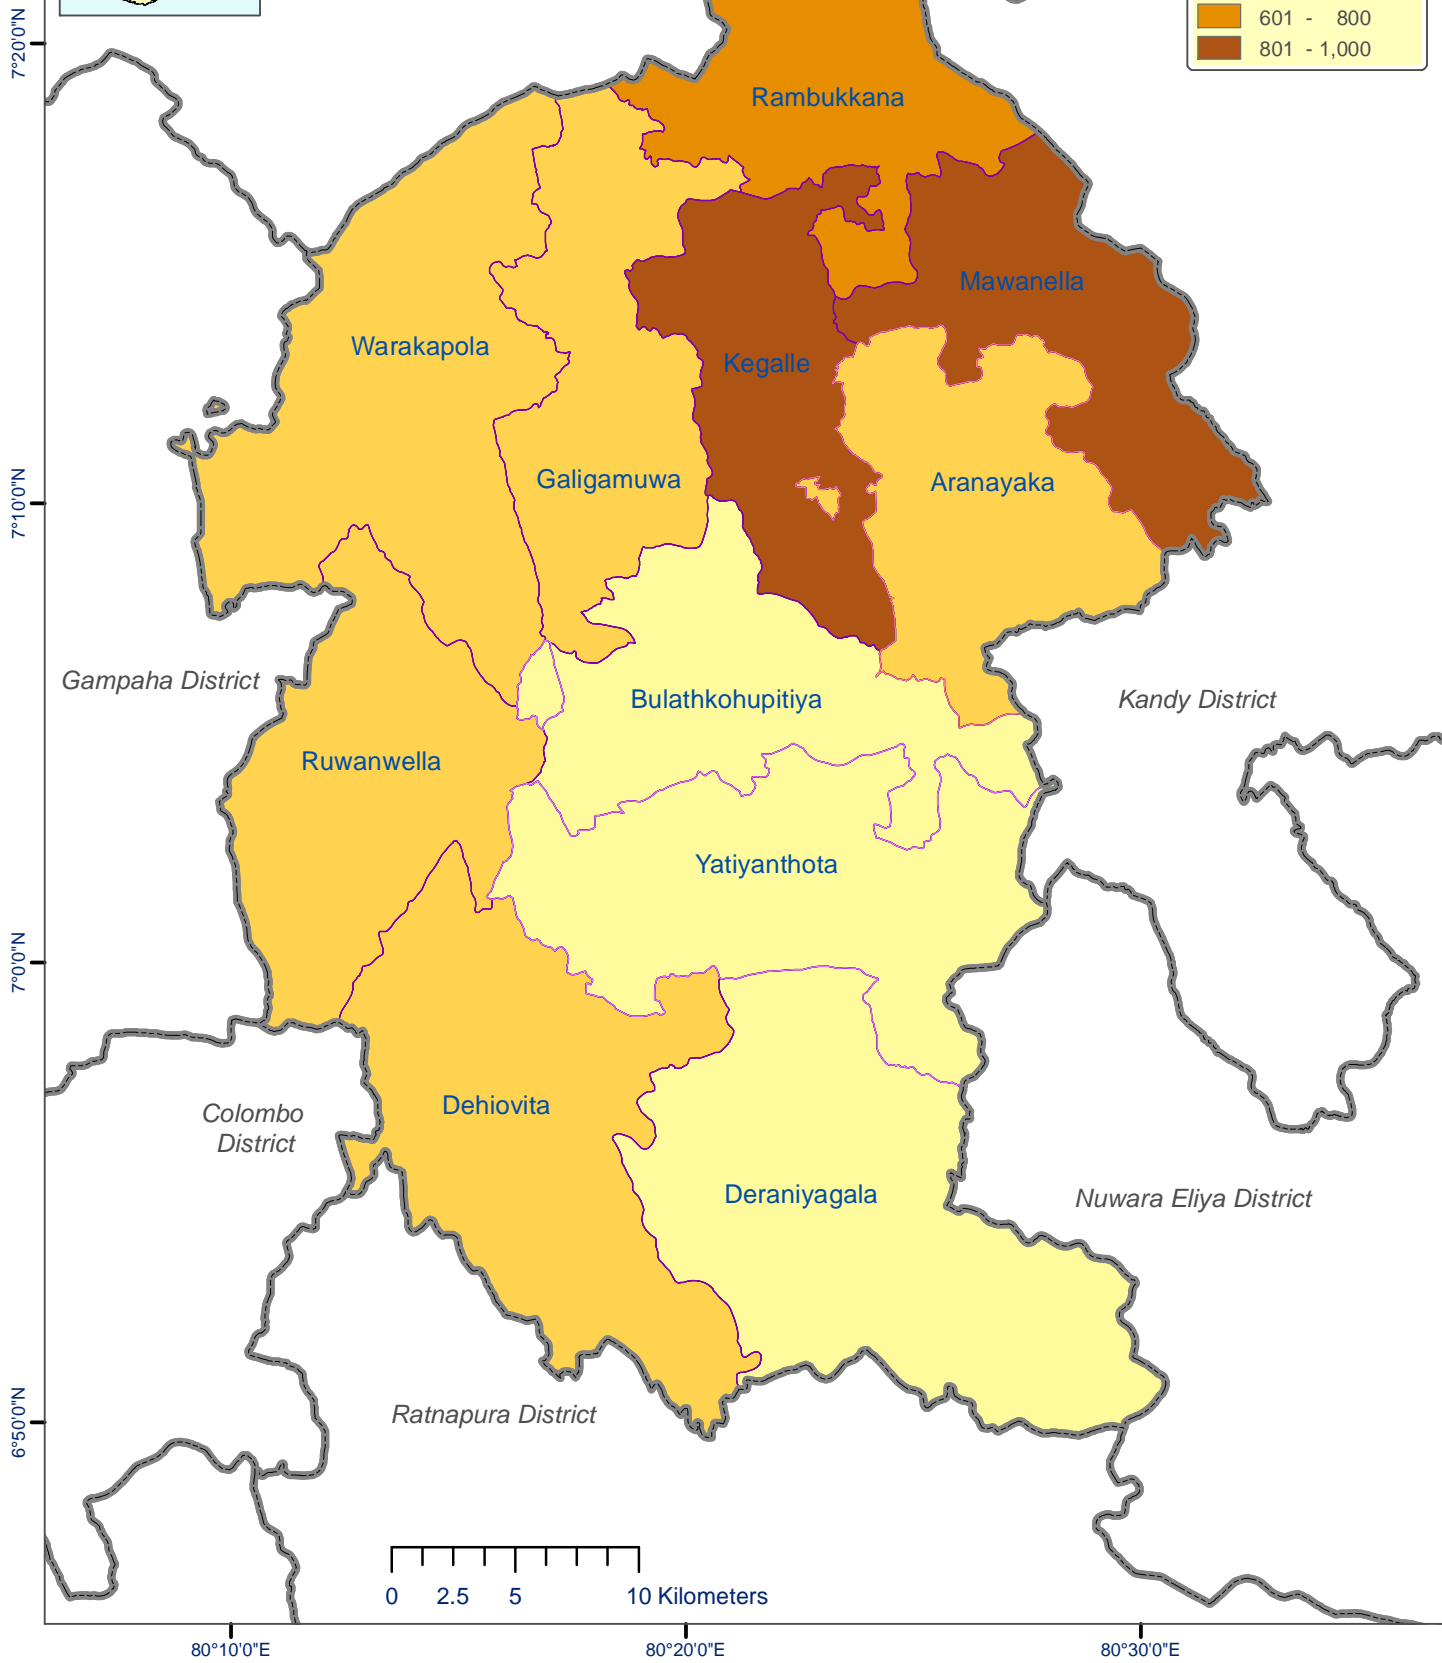 7°20'0"N
601 - 800
801 - 1,000
Rambukkana
Mawanella
Warakapola
Kegalle
Galigamuwa
Aranayaka
7°10'0"N
Gampaha District
Bulathkohupitiya
Kandy District
Ruwanwella
Yatiyanthota
7°0'0"N
Dehiovita
Colombo
District
Deraniyagala
Nuwara Eliya District
Ratnapura District
6°50'0"N
0 2.5 5 10 Kilometers
80°10'0"E 80°20'0"E 80°30'0"E